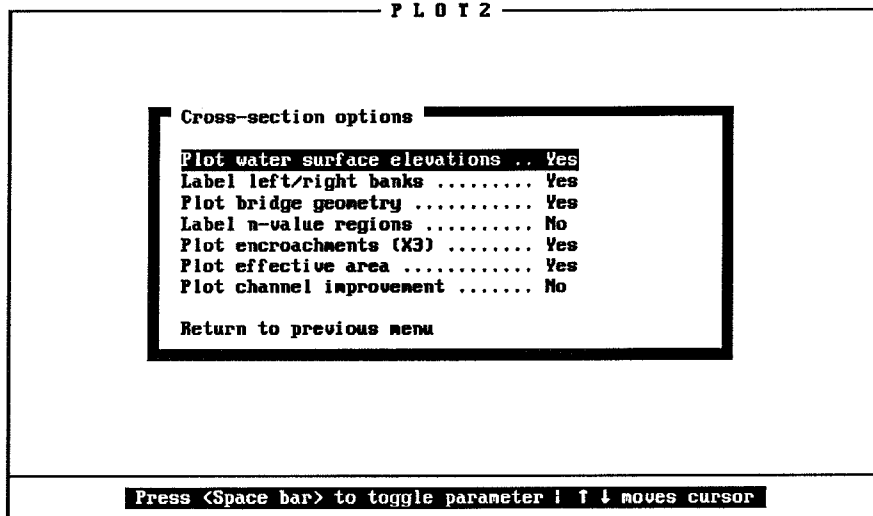 P L O T 2
Cross-section options
Plot water surface elevations .. Yes
Label left/right banks ......... Yes
Plot bridge geometry ........... Yes
Label n-value regions .......... No
Plot encroachments (X3) ........ Yes
Plot effective area ............ Yes
Plot channel improvement ....... No
Return to previous menu
Press <Space bar> to toggle parameter | ↑ ↓ moves cursor